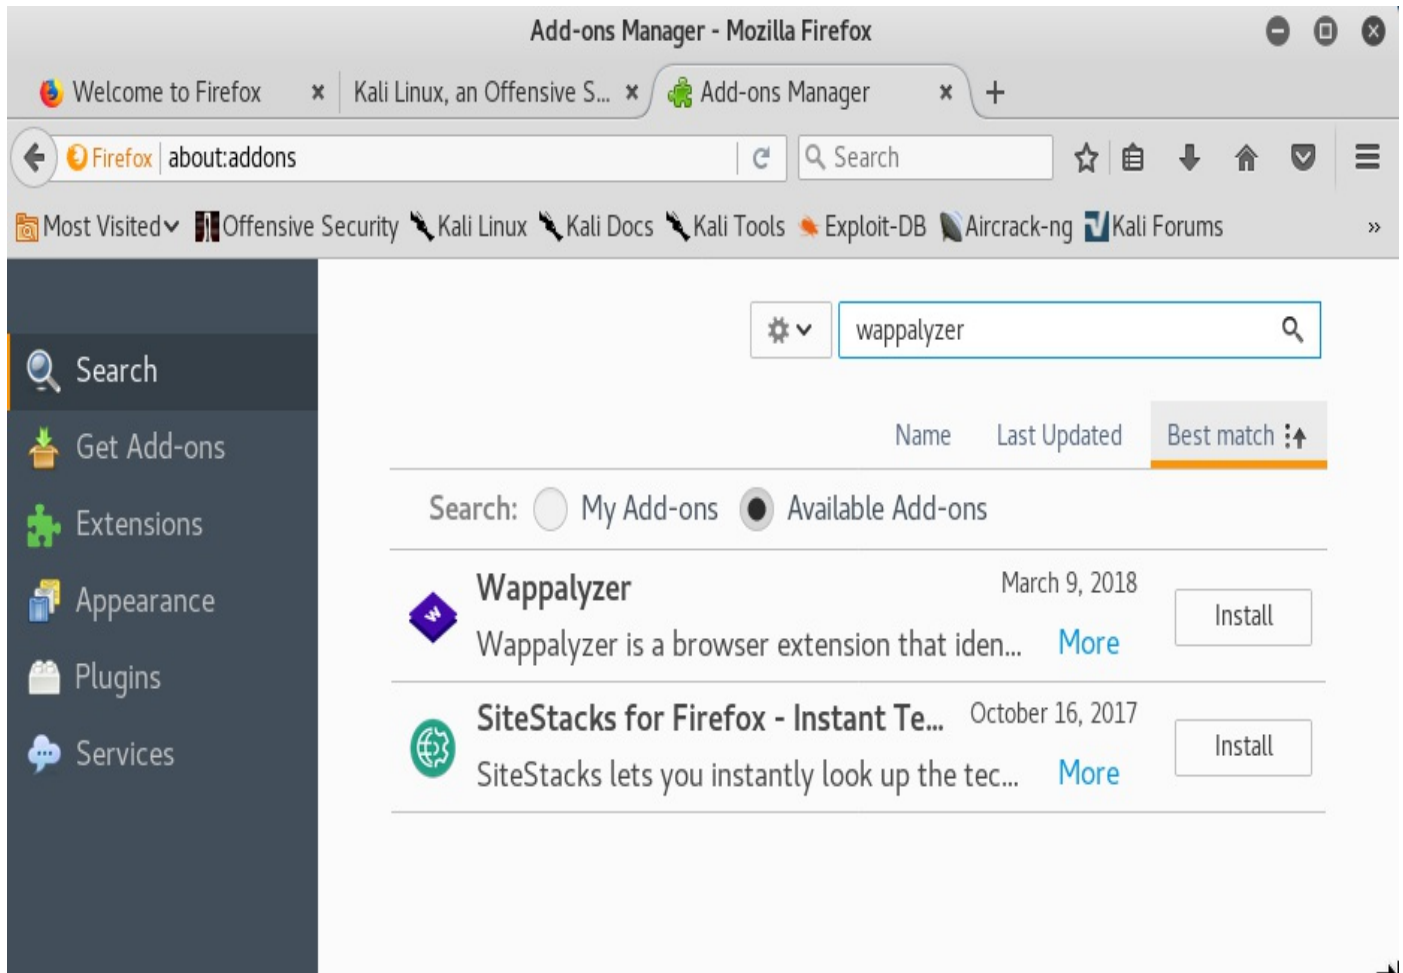 Add-ons Manager - Mozilla Firefox
Welcome to Firefox Kali Linux, an Offensive S... Add-ons Manager
Firefox about:addons Search
Most Visited Offensive Security Kali Linux Kali Docs Kali Tools Exploit-DB Aircrack-ng Kali Forums »
wappalyzer
Search
Get Add-ons
Extensions
Appearance
Plugins
Services
Name Last Updated Best match
Search: My Add-ons Available Add-ons
Wappalyzer March 9, 2018
Wappalyzer is a browser extension that iden... More
Install
SiteStacks for Firefox - Instant Te... October 16, 2017
SiteStacks lets you instantly look up the tec... More
Install